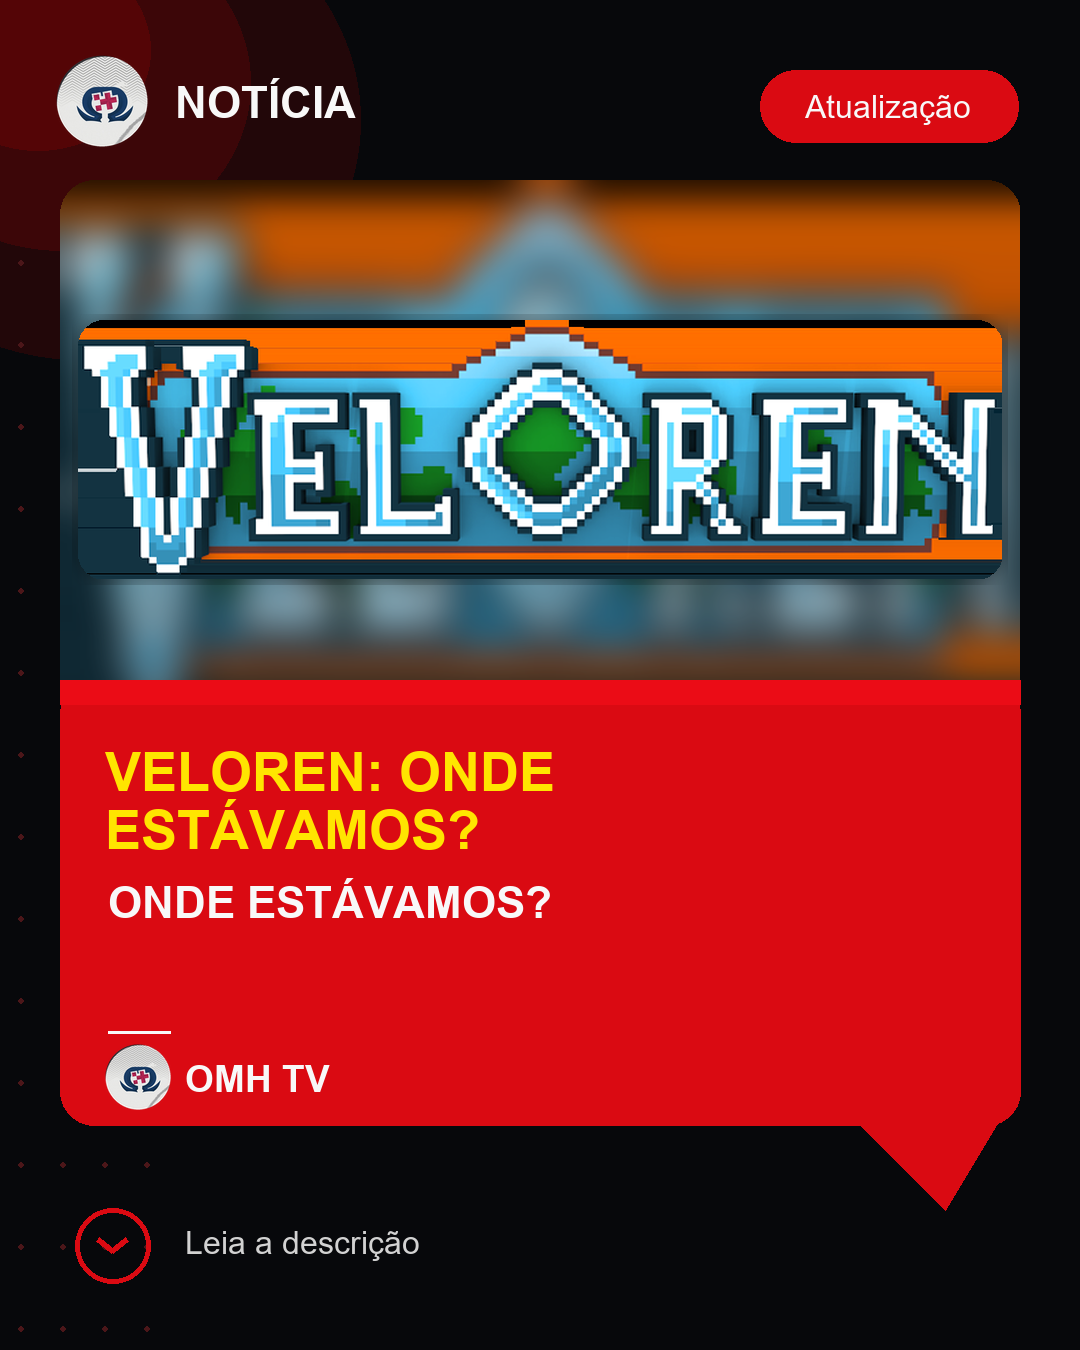 NOTÍCIA
Atualização
VELOREN
VELOREN: ONDE
ESTÁVAMOS?
ONDE ESTÁVAMOS?
OMH TV
Leia a descrição